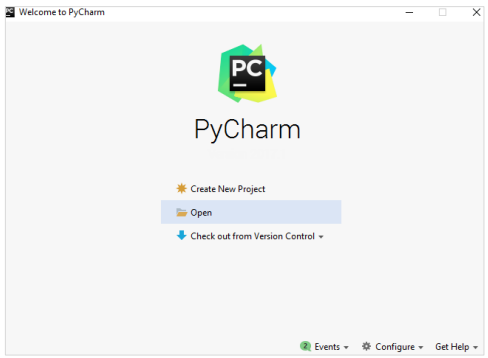 PC Welcome to PyCharm
PC
PyCharm
Create New Project
Open
Check out from Version Control
2 Events Configure Get Help